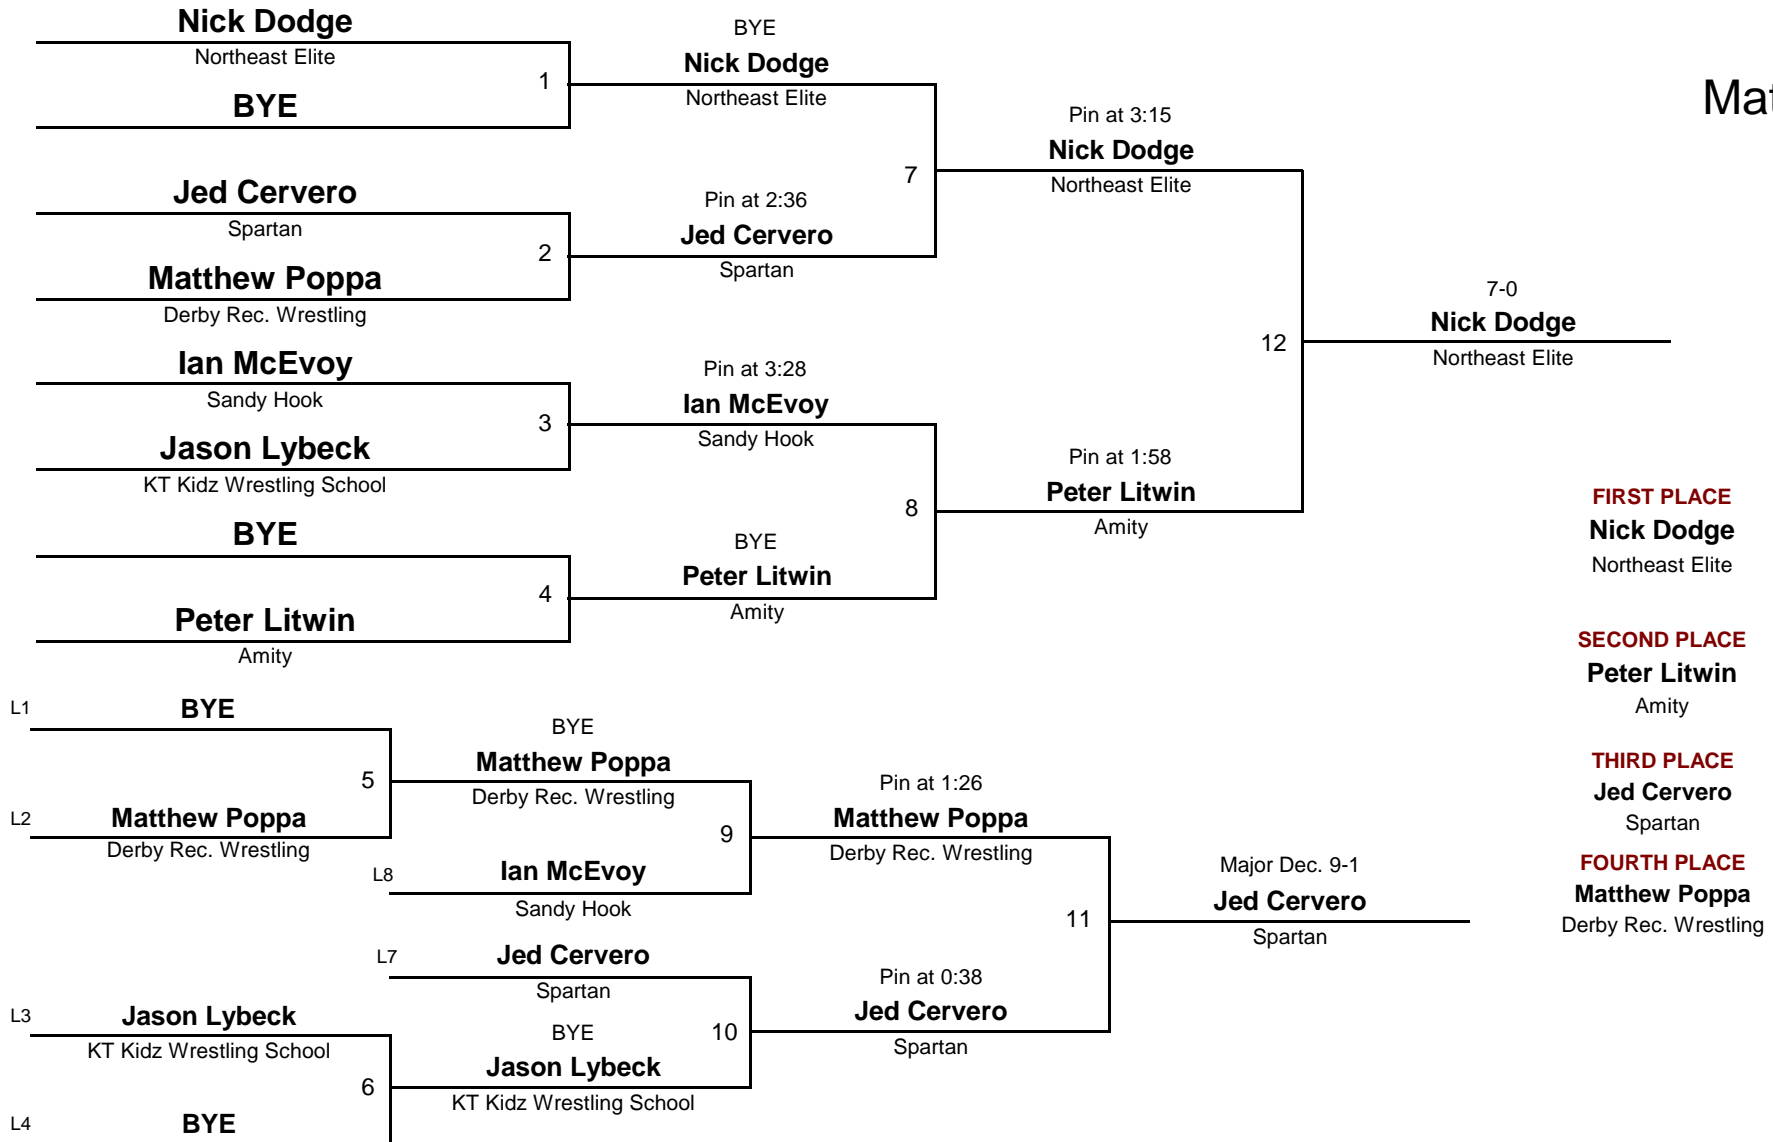 Nick Dodge
Northeast Elite
1
BYE
BYE
Nick Dodge
Northeast Elite
Jed Cervero
Spartan
2
Matthew Poppa
Derby Rec. Wrestling
Pin at 2:36
Jed Cervero
Spartan
7
Pin at 3:15
Nick Dodge
Northeast Elite
Ian McEvoy
Sandy Hook
3
Jason Lybeck
KT Kidz Wrestling School
Pin at 3:28
Ian McEvoy
Sandy Hook
BYE
4
Peter Litwin
Amity
BYE
Peter Litwin
Amity
8
Pin at 1:58
Peter Litwin
Amity
12
7-0
Nick Dodge
Northeast Elite
Mat
FIRST PLACE
Nick Dodge
Northeast Elite
SECOND PLACE
Peter Litwin
Amity
THIRD PLACE
Jed Cervero
Spartan
FOURTH PLACE
Matthew Poppa
Derby Rec. Wrestling
L1
BYE
5
L2
Matthew Poppa
Derby Rec. Wrestling
BYE
Matthew Poppa
Derby Rec. Wrestling
9
L8
Ian McEvoy
Sandy Hook
Pin at 1:26
Matthew Poppa
Derby Rec. Wrestling
L7
Jed Cervero
Spartan
L3
Jason Lybeck
KT Kidz Wrestling School
6
L4
BYE
BYE
Jason Lybeck
KT Kidz Wrestling School
10
Pin at 0:38
Jed Cervero
Spartan
11
Major Dec. 9-1
Jed Cervero
Spartan